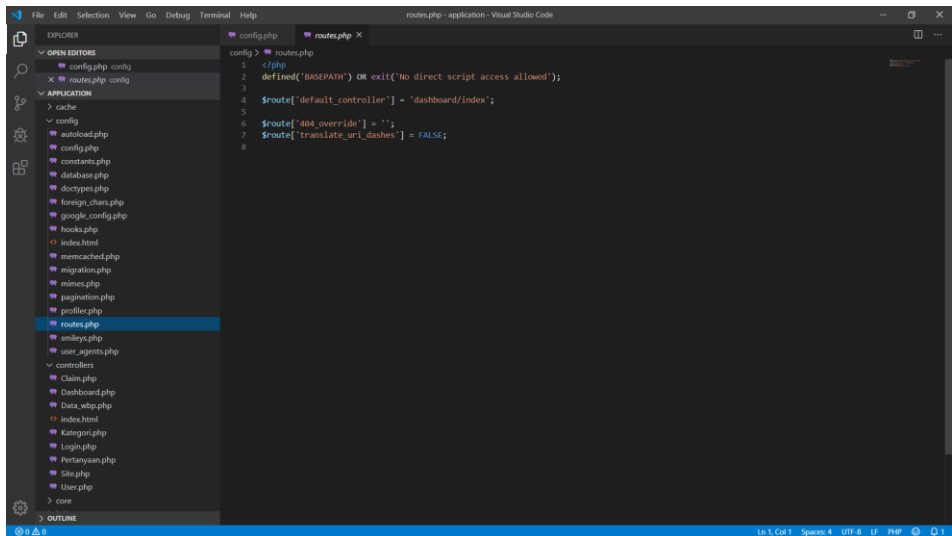 File Edit Selection View Go Debug Terminal Help
routes.php - application - Visual Studio Code
EXPLORER
OPEN EDITORS
config.php config
routes.php config
APPLICATION
cache
config
autoload.php
config.php
constants.php
database.php
doctypes.php
foreign_chars.php
google_config.php
hooks.php
index.html
memcached.php
migration.php
mimes.php
pagination.php
profiler.php
routes.php
smileys.php
user_agents.php
controllers
Claim.php
Dashboard.php
Data_wbp.php
index.html
Kategori.php
Login.php
Pertanyaan.php
Site.php
User.php
core
OUTLINE
config.php routes.php
config > routes.php
1 <?php
2 defined('BASEPATH') OR exit('No direct script access allowed');
3
4 $route['default_controller'] = 'dashboard/index';
5
6 $route['404_override'] = '';
7 $route['translate_uri_dashes'] = FALSE;
8
0 0 Ln 1, Col 1 Spaces: 4 UTF-8 LF PHP 1